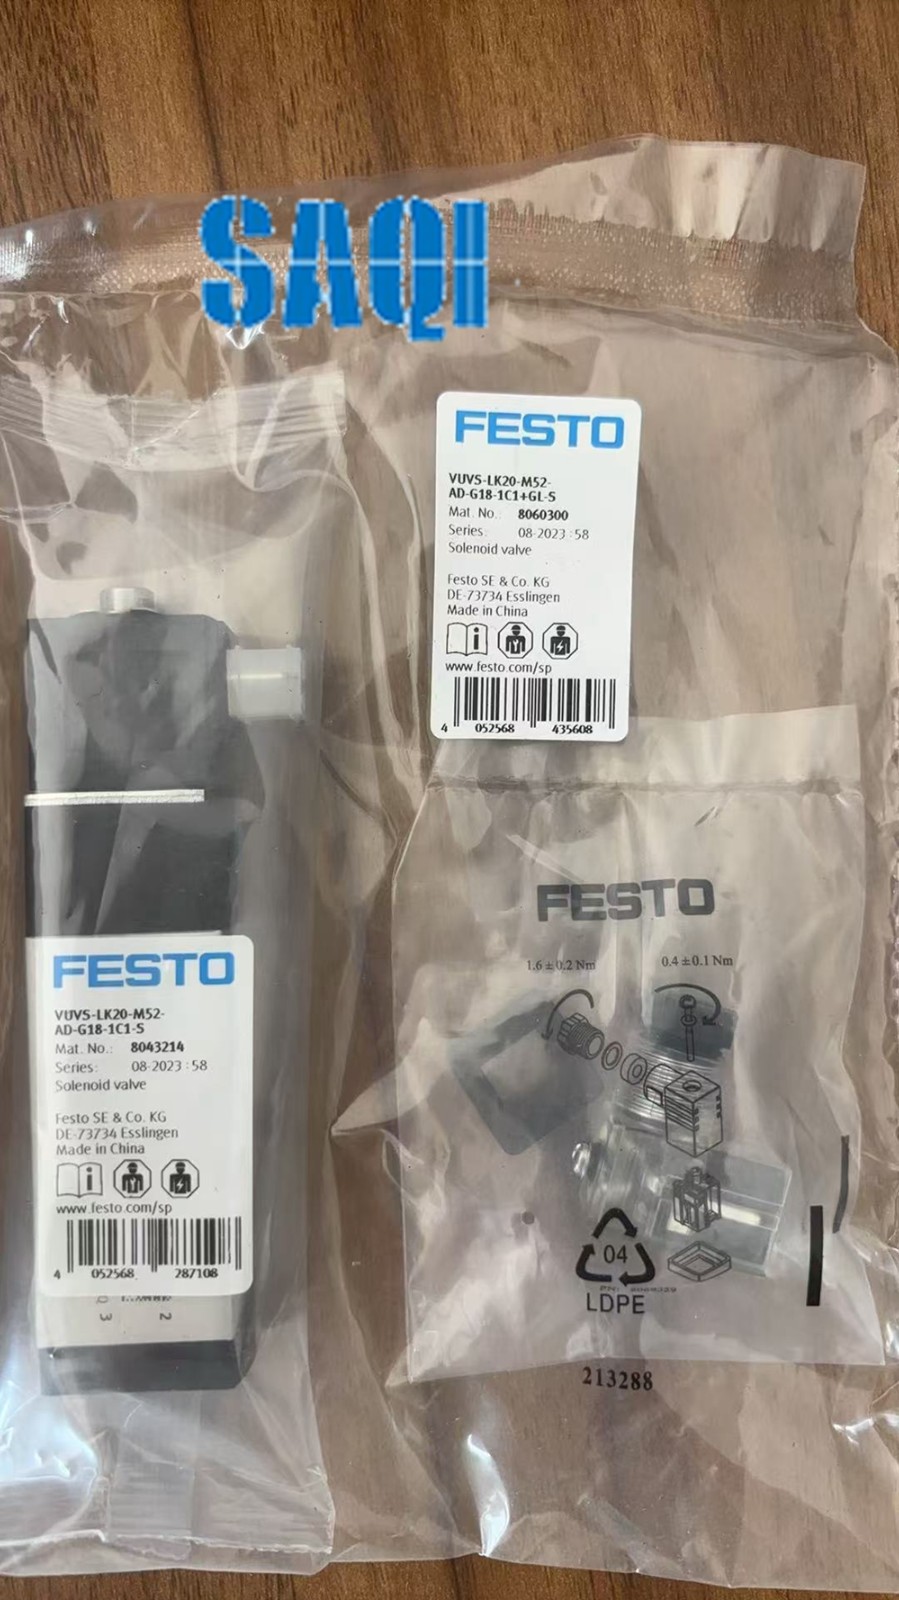 SAQI
FESTO
VUVS-LK20-M52-
AD-G18-1C1+GL-S
Mat. No.: 8060300
Series: 08-2023 : 58
Solenoid valve
Festo SE & Co. KG
DE-73734 Esslingen
Made in China
www.festo.com/sp
4 052568 435608
FESTO
1.6 ±0.2 Nm 0.4 ±0.1 Nm
04
LDPE
213288
FESTO
VUVS-LK20-M52-
AD-G18-1C1-S
Mat. No.: 8043214
Series: 08-2023 : 58
Solenoid valve
Festo SE & Co. KG
DE-73734 Esslingen
Made in China
www.festo.com/sp
4 052568 287108
3 2